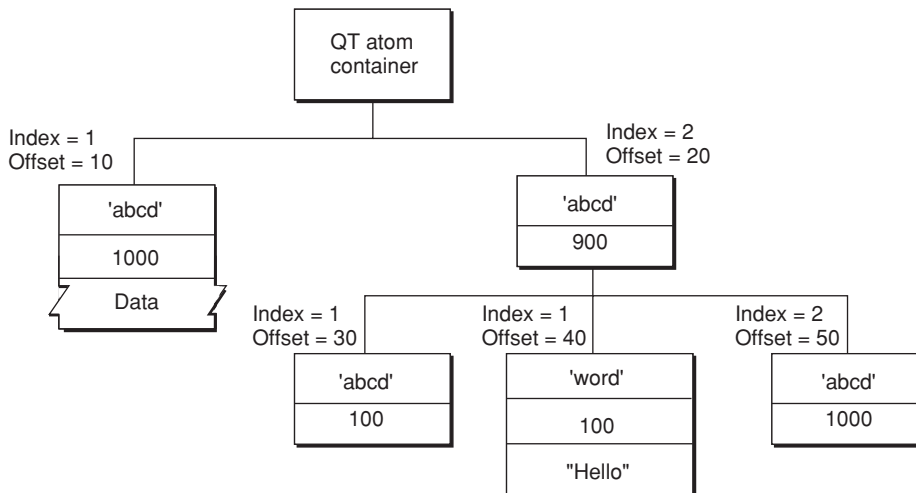 QT atom
container
Index = 1
Offset = 10
Index = 2
Offset = 20
'abcd'
1000
Data
'abcd'
900
Index = 1
Offset = 30
Index = 1
Offset = 40
Index = 2
Offset = 50
'abcd'
100
'word'
100
"Hello"
'abcd'
1000